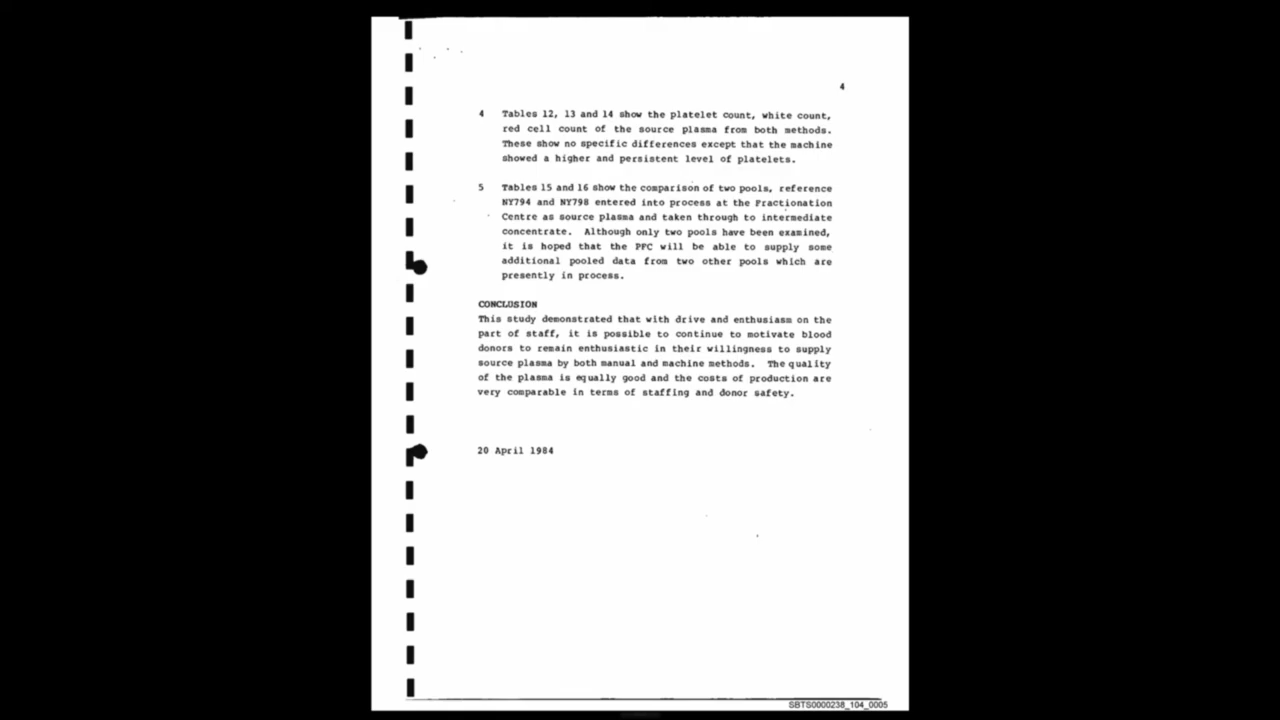 4
4 Tables 12, 13 and 14 show the platelet count, white count,
red cell count of the source plasma from both methods.
These show no specific differences except that the machine
showed a higher and persistent level of platelets.
5 Tables 15 and 16 show the comparison of two pools, reference
NY794 and NY798 entered into process at the Fractionation
Centre as source plasma and taken through to intermediate
concentrate. Although only two pools have been examined,
it is hoped that the PFC will be able to supply some
additional pooled data from two other pools which are
presently in process.
CONCLUSION
This study demonstrated that with drive and enthusiasm on the
part of staff, it is possible to continue to motivate blood
donors to remain enthusiastic in their willingness to supply
source plasma by both manual and machine methods. The quality
of the plasma is equally good and the costs of production are
very comparable in terms of staffing and donor safety.
20 April 1984
SBTS0000238_104_0005